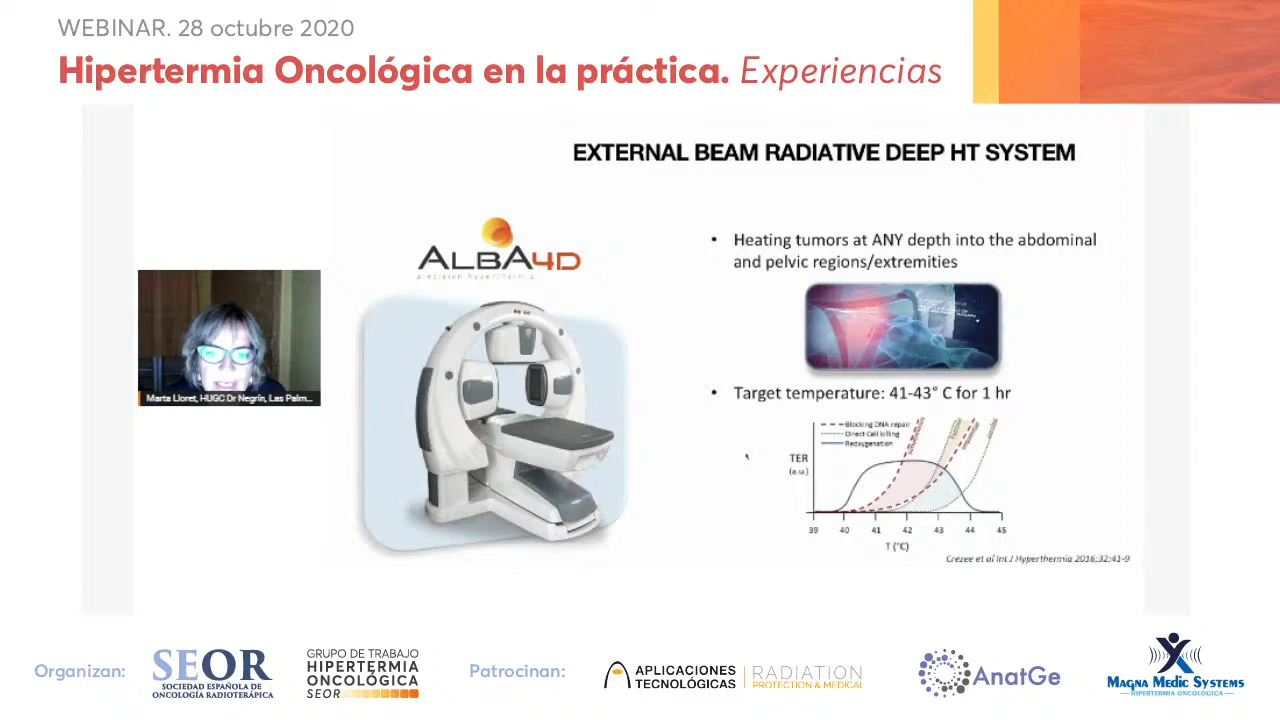 WEBINAR. 28 octubre 2020
Hipertermia Oncológica en la práctica. Experiencias
EXTERNAL BEAM RADIATIVE DEEP HT SYSTEM
ALBA4D
precision hyperthermia
• Heating tumors at ANY depth into the abdominal
and pelvic regions/extremities
Marta Lloret, HUGC Dr Negrín, Las Palm...
• Target temperature: 41-43° C for 1 hr
Blocking DNA repair
Direct Cell killing
Reoxygenation
TER
(a.u.)
39 40 41 42 43 44 45
T (°C)
Crezee et al Int J Hyperthermia 2016;32:41-9
Organizan:
SEOR
SOCIEDAD ESPAÑOLA DE
ONCOLOGÍA RADIOTERÁPICA
GRUPO DE TRABAJO
HIPERTERMIA
ONCOLÓGICA
SEOR
Patrocinan:
APLICACIONES
TECNOLÓGICAS
RADIATION
PROTECTION & MEDICAL
AnatGe
MAGNA MEDIC SYSTEMS
HIPERTERMIA ONCOLÓGICA